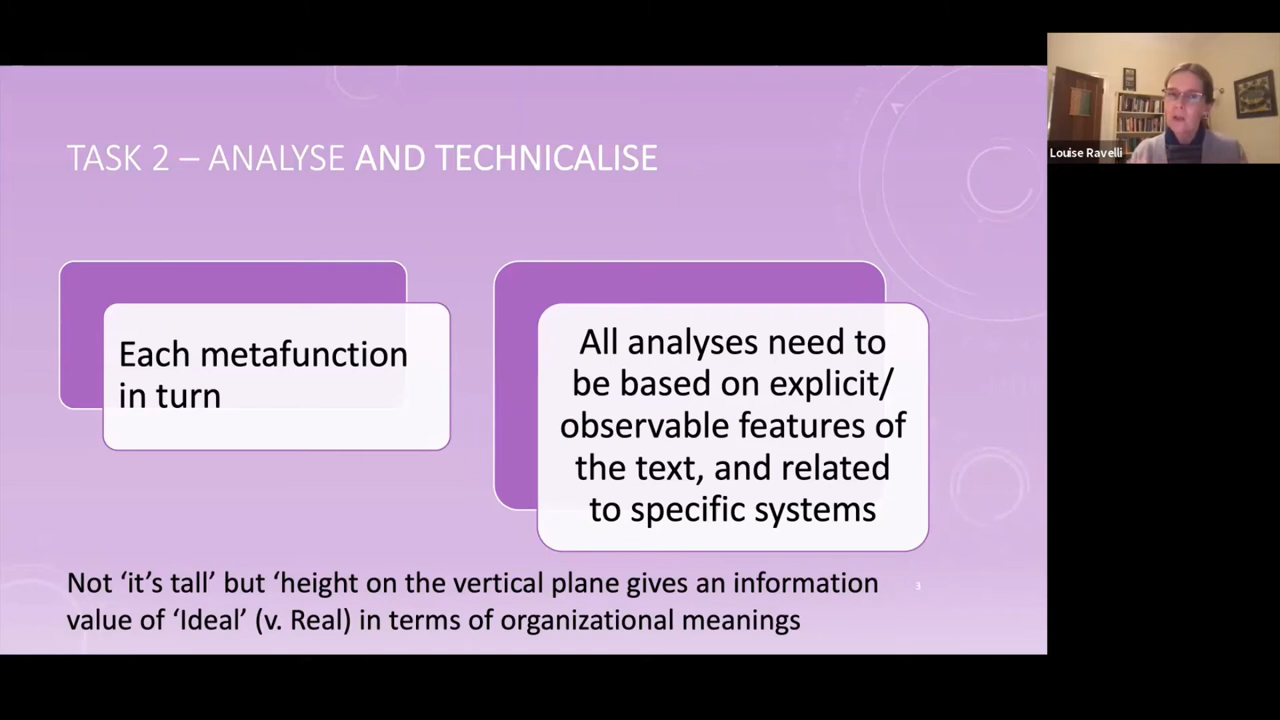 TASK 2 – ANALYSE AND TECHNICALISE
Each metafunction
in turn
All analyses need to
be based on explicit/
observable features of
the text, and related
to specific systems
Not ‘it’s tall’ but ‘height on the vertical plane gives an information
value of ‘Ideal’ (v. Real) in terms of organizational meanings
3
Louise Ravelli